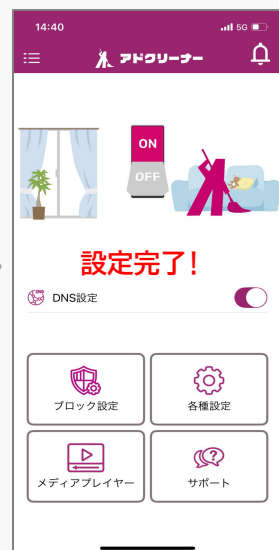 14:40
5G
アドクリーナー
ON
OFF
設定完了!
DNS
DNS設定
ブロック設定
各種設定
メディアプレイヤー
サポート